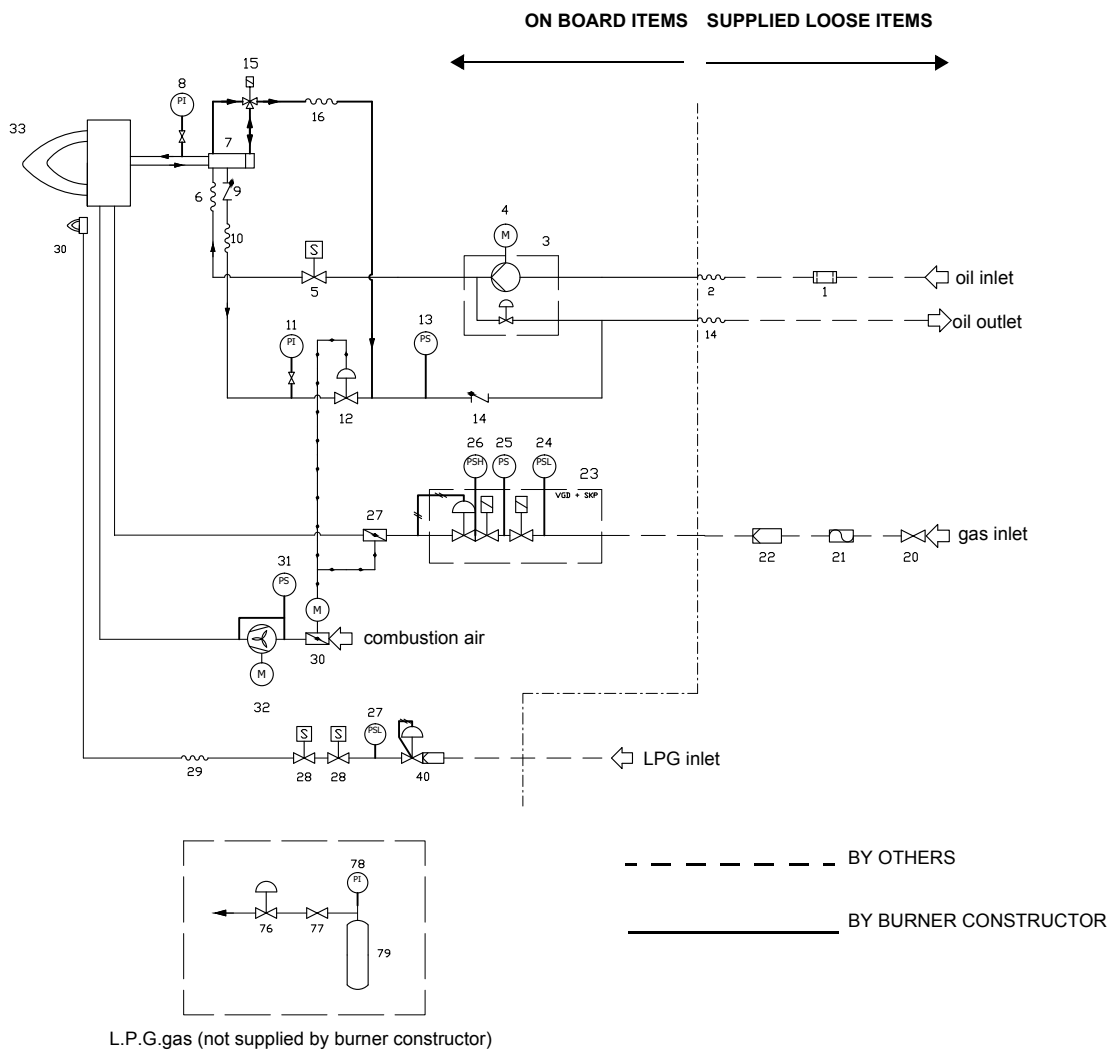 ON BOARD ITEMS SUPPLIED LOOSE ITEMS
15
8
PI
16
33
7
6
9
10
30
4
M
3
S
5
2
1
oil inlet
14
oil outlet
11
PI
13
PS
12
14
26
25
24
PSH
PS
PSL
23
VGD + SKP
27
22
21
20
gas inlet
31
PS
M
combustion air
30
M
32
27
PSL
S
S
29
28
28
40
LPG inlet
78
PI
76
77
79
BY OTHERS
BY BURNER CONSTRUCTOR
L.P.G.gas (not supplied by burner constructor)